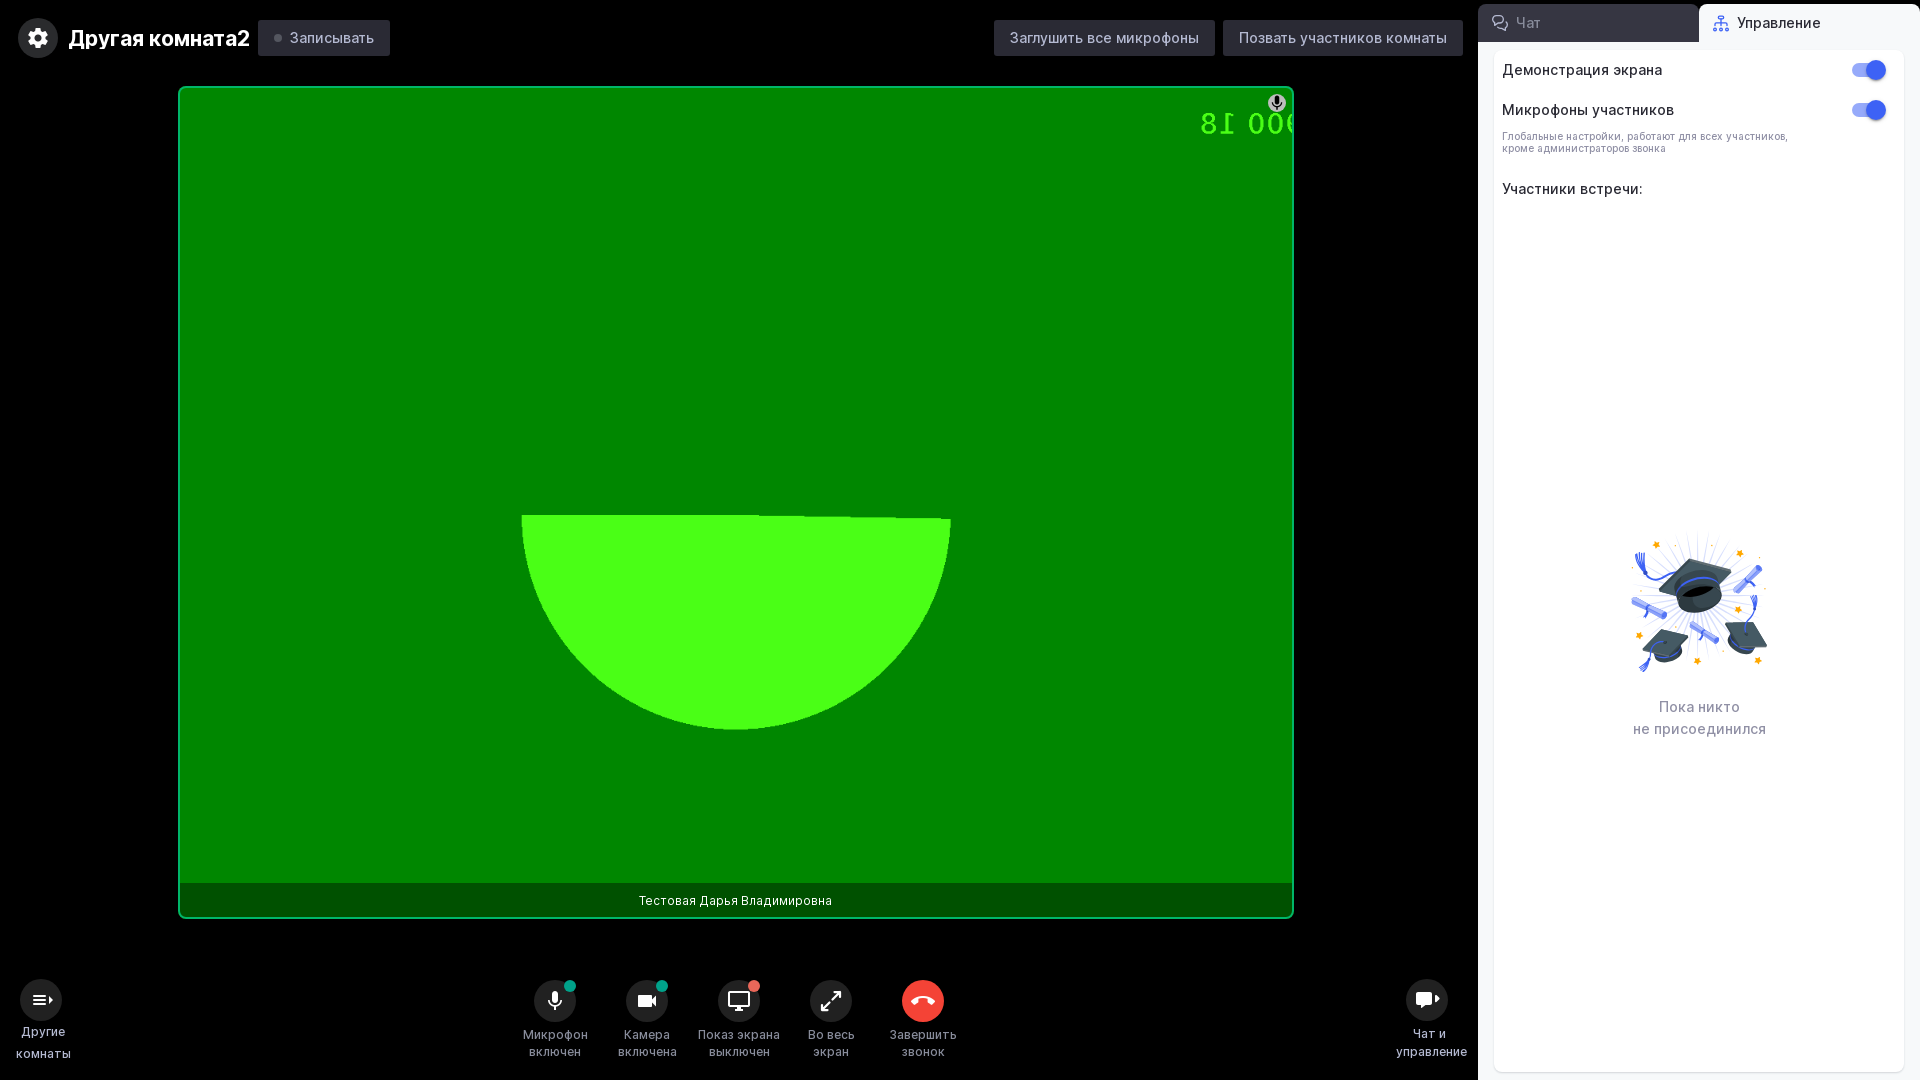 Другая комната2
Записывать
Заглушить все микрофоны
Позвать участников комнаты
Чат
Управление
Демонстрация экрана
Микрофоны участников
Глобальные настройки, работают для всех участников,
кроме администраторов звонка
Участники встречи:
Пока никто
не присоединился
Тестовая Дарья Владимировна
Другие
комнаты
Микрофон
включен
Камера
включена
Показ экрана
выключен
Во весь
экран
Завершить
звонок
Чат и
управление